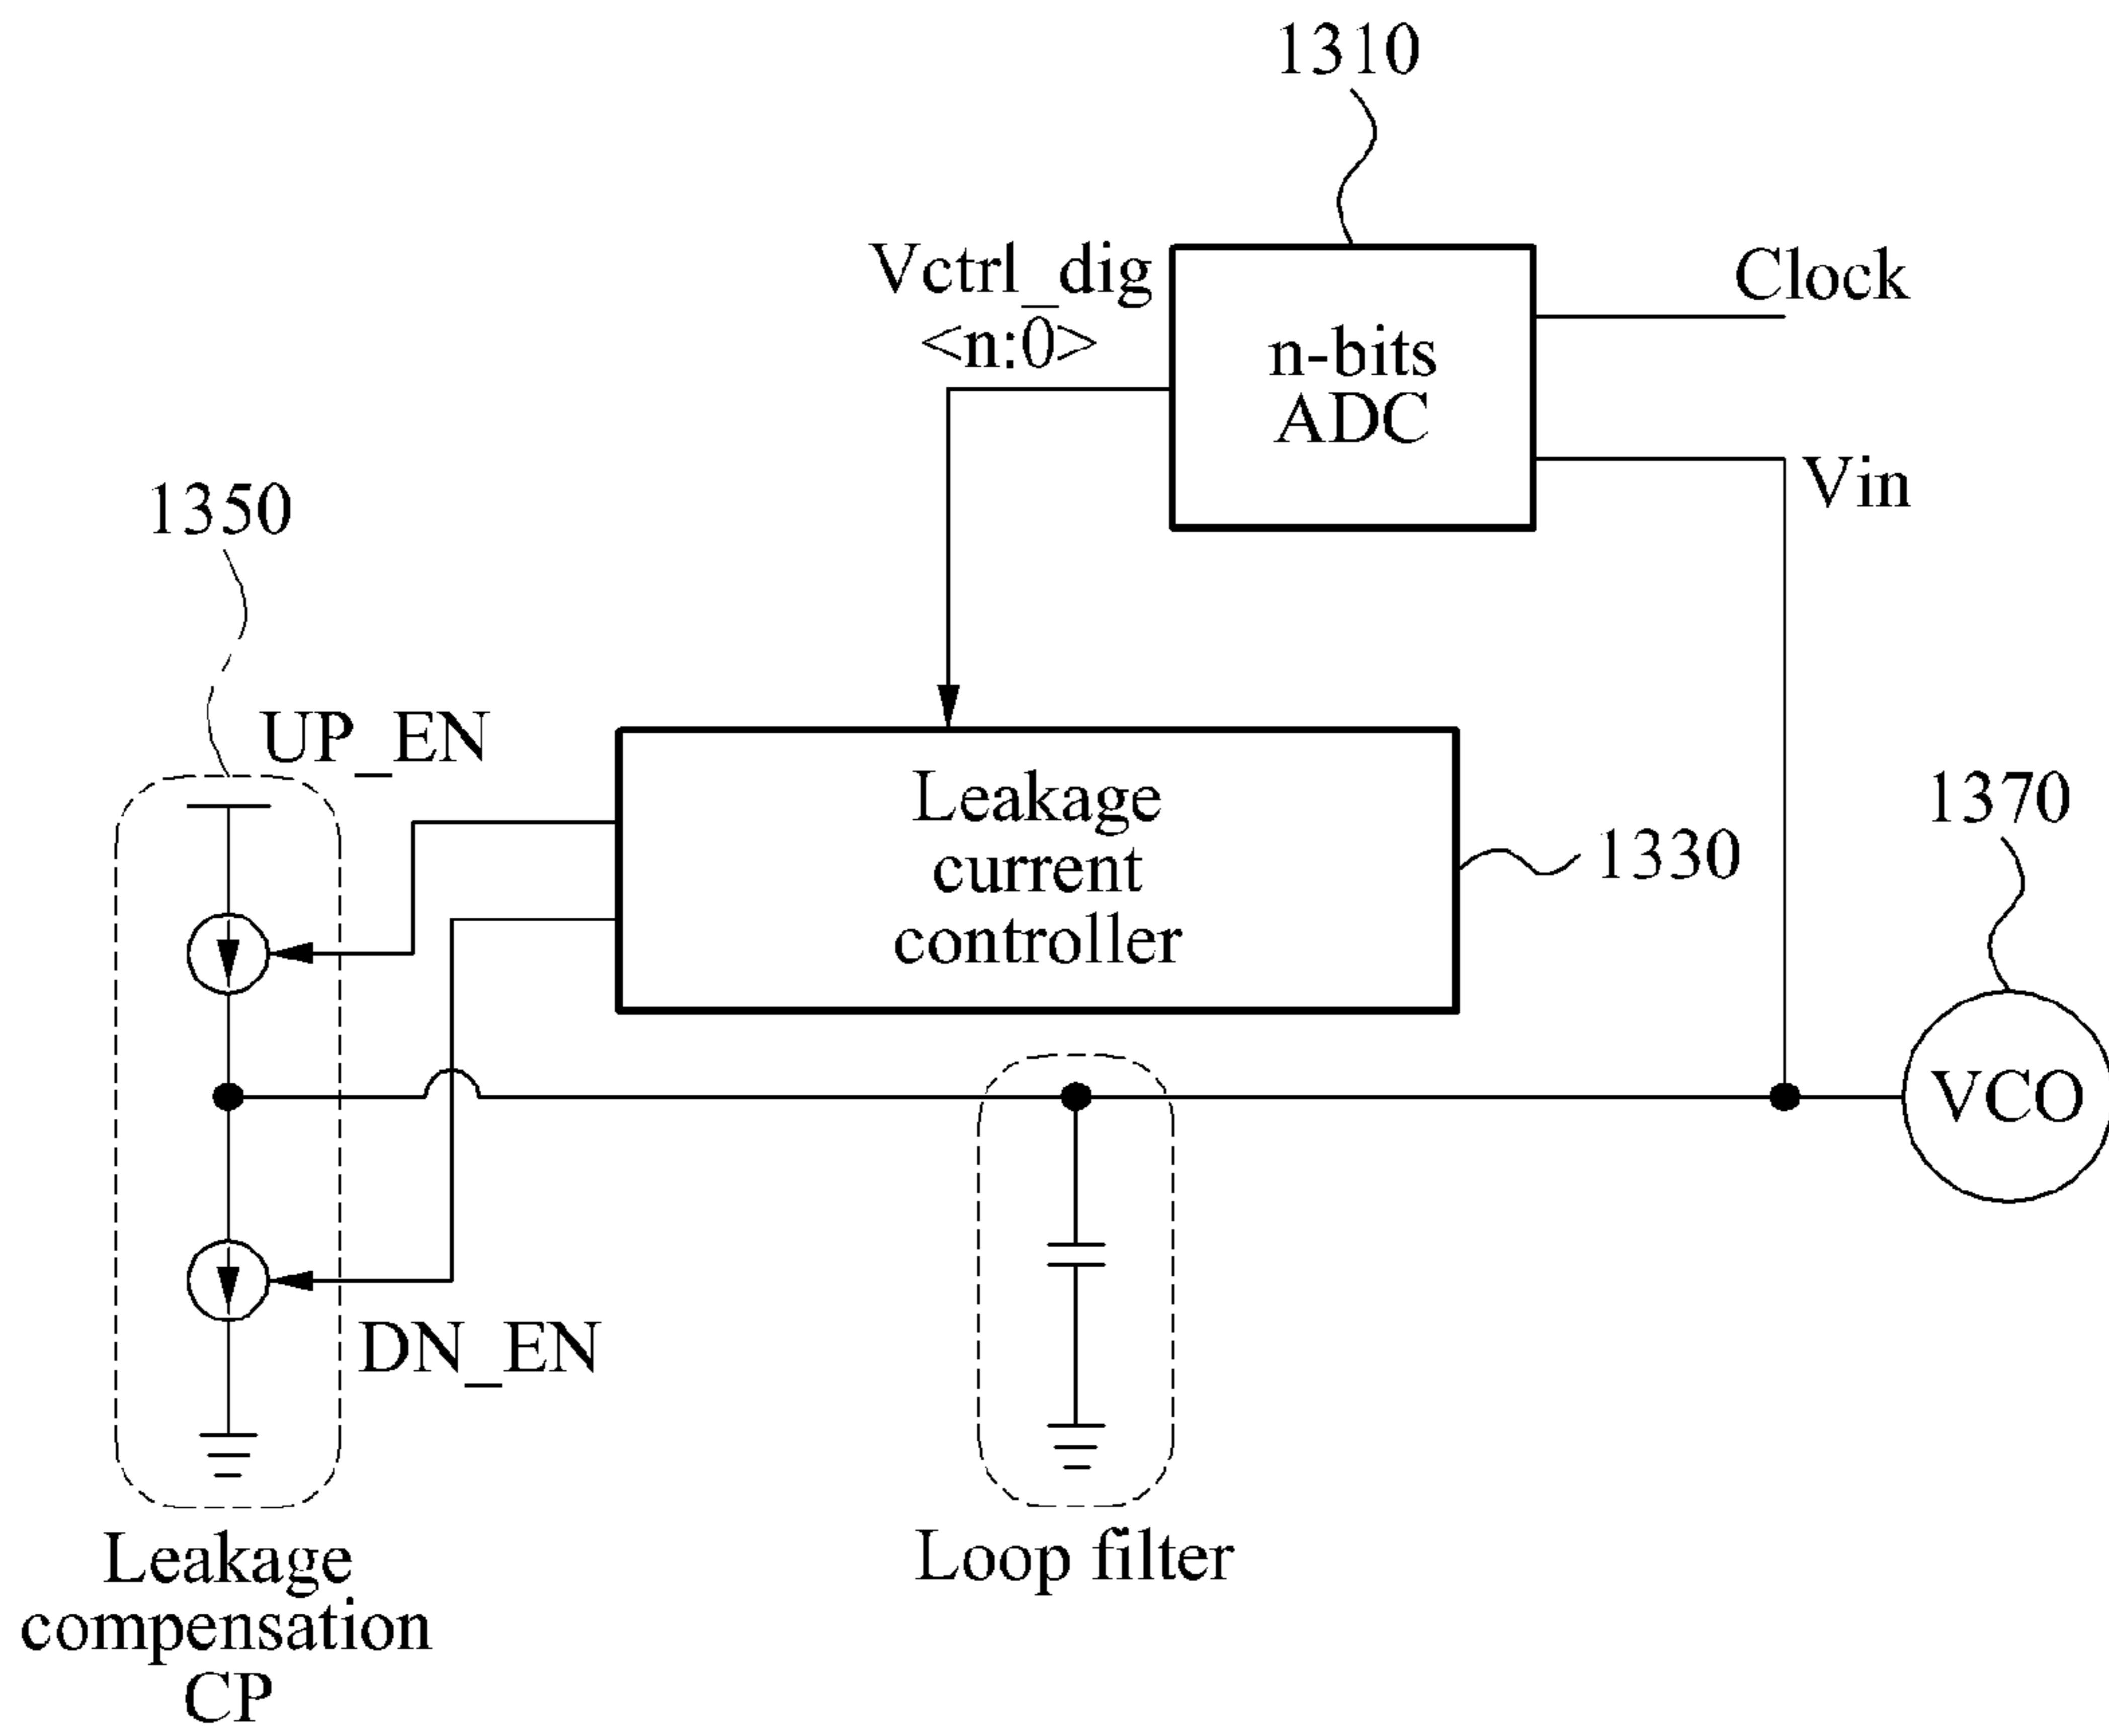 1310
Vctrl_dig
<n:0>
n-bits
ADC
Clock
Vin
1350
UP_EN
Leakage
current
controller
1330
1370
VCO
DN_EN
Leakage
compensation
CP
Loop filter